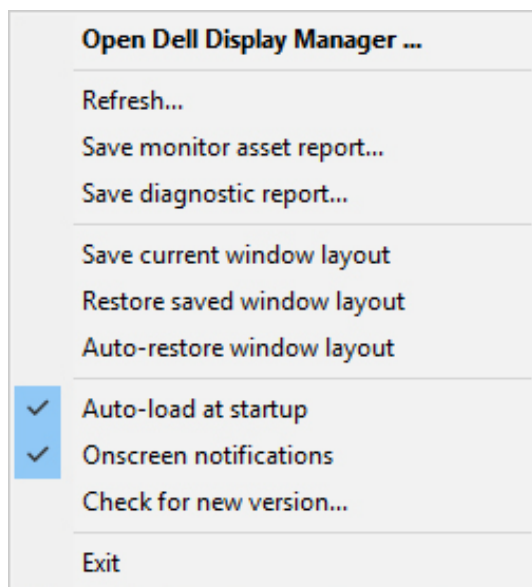 Open Dell Display Manager ...
Refresh...
Save monitor asset report...
Save diagnostic report...
Save current window layout
Restore saved window layout
Auto-restore window layout
Auto-load at startup
Onscreen notifications
Check for new version...
Exit